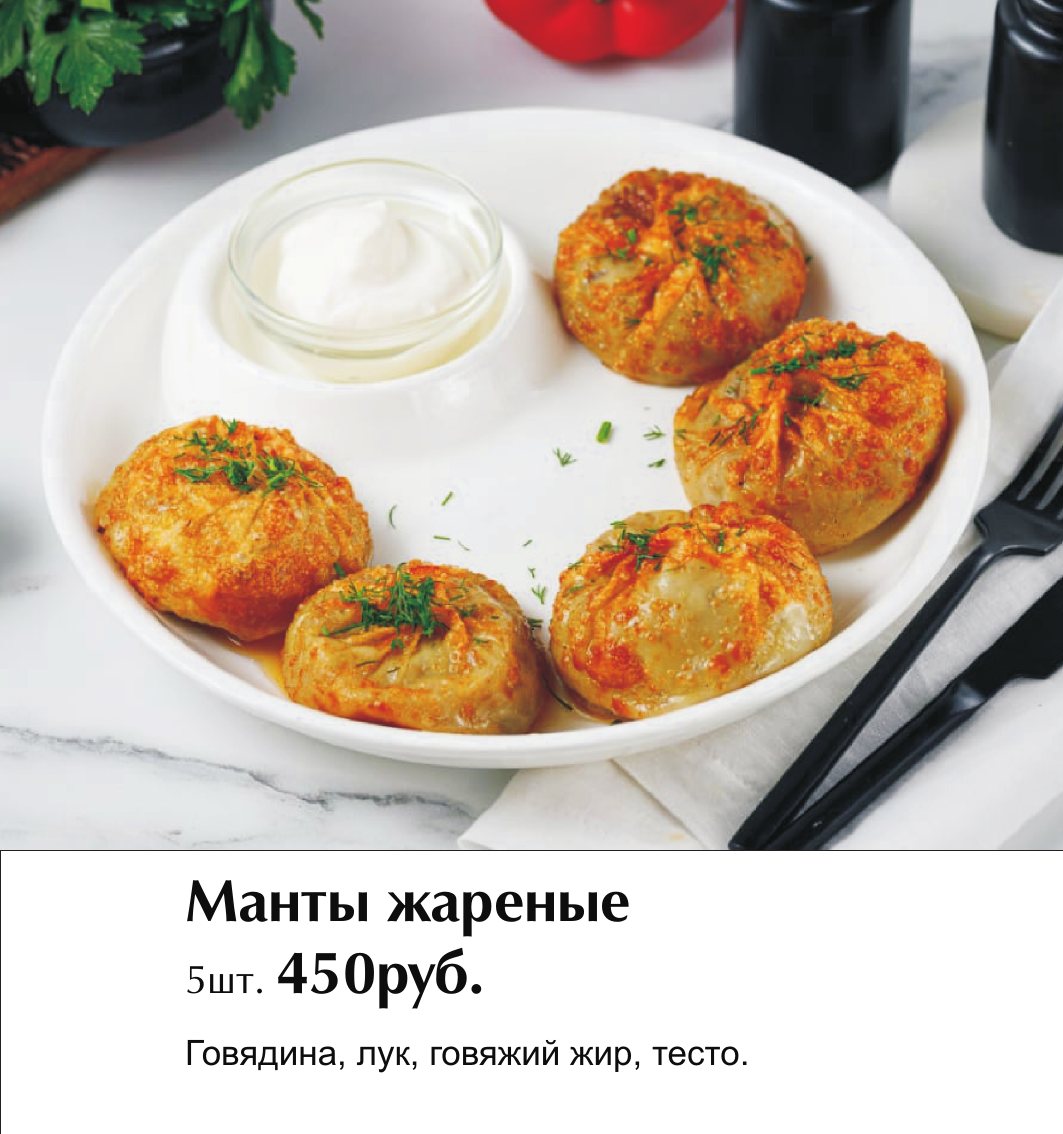 Манты жареные
5шт. 450руб.
Говядина, лук, говяжий жир, тесто.